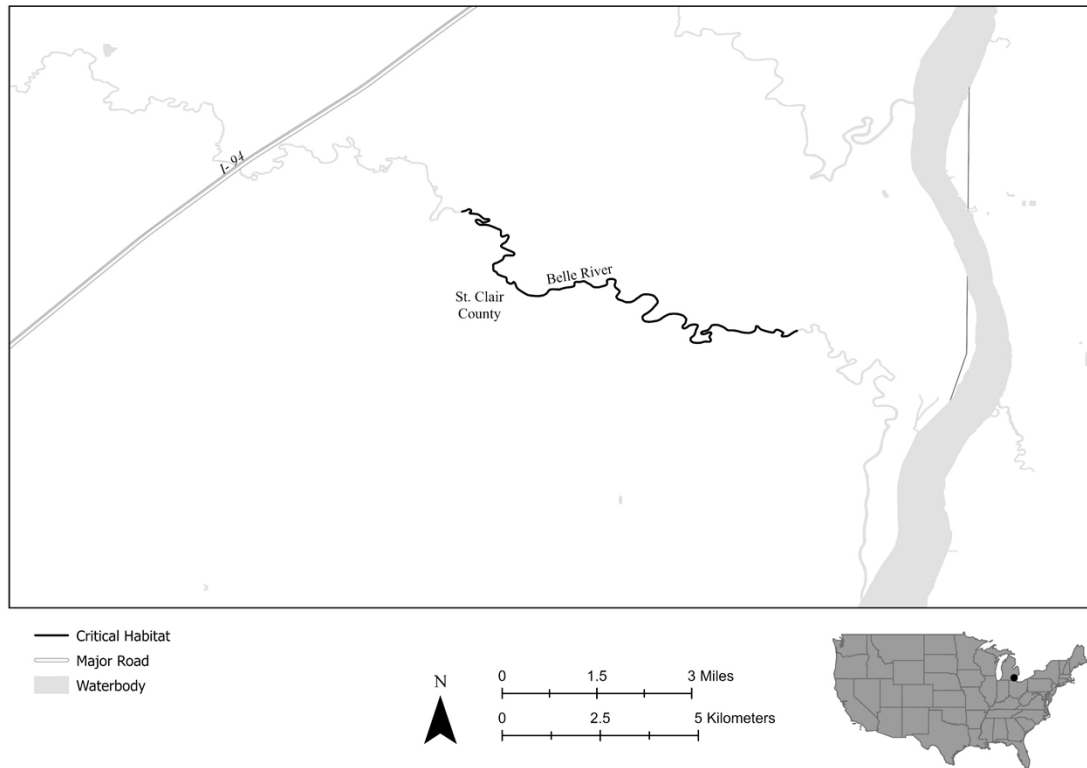 I-94
Belle River
St. Clair
County
Critical Habitat
Major Road
Waterbody
N
0 1.5 3 Miles
0 2.5 5 Kilometers